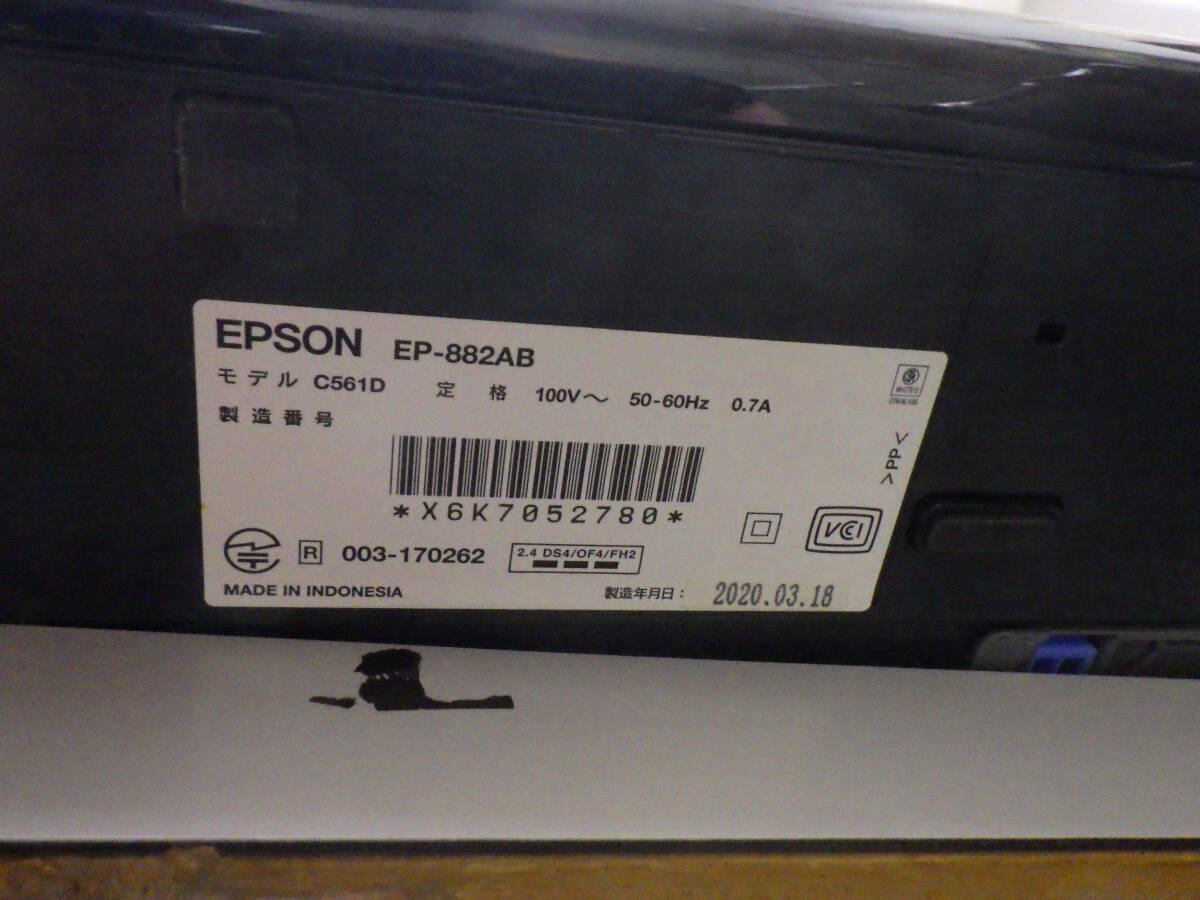 EPSON EP-882AB
モデル C561D 定格 100V～ 50-60Hz 0.7A
製造番号
>PP<
*X6K7052780*
VCCI
R 003-170262 2.4 DS4/OF4/FH2
MADE IN INDONESIA 製造年月日： 2020.03.18